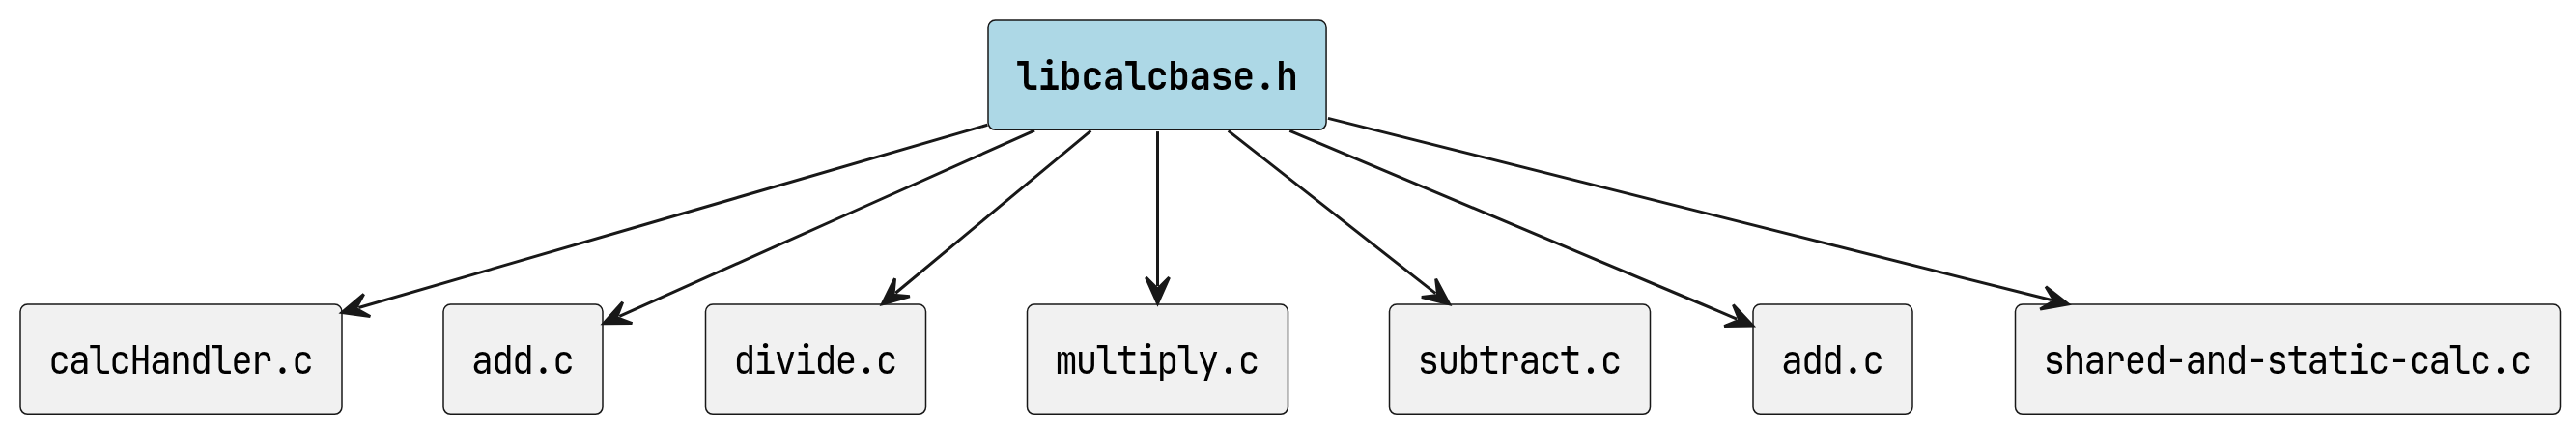 libcalcbase.h
calcHandler.c
add.c
divide.c
multiply.c
subtract.c
add.c
shared-and-static-calc.c